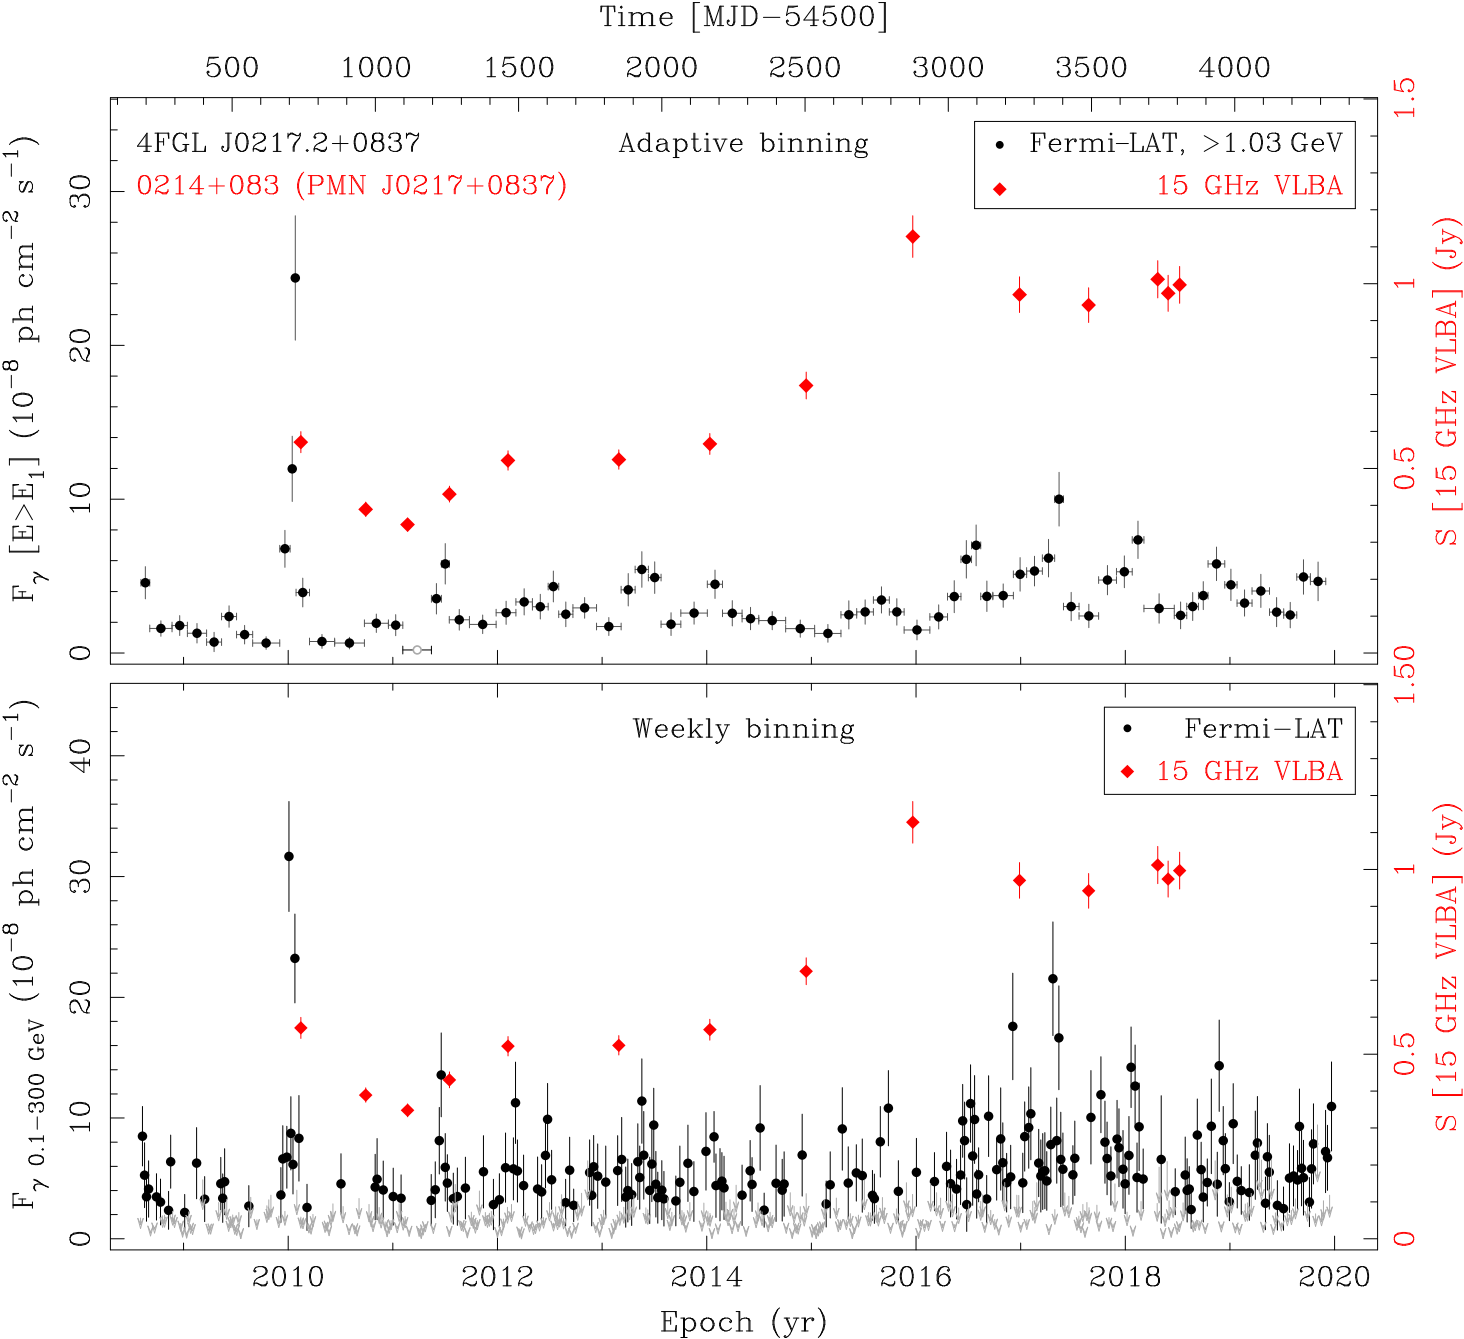 Time [MJD−54500]
500 1000 1500 2000 2500 3000 3500 4000
4FGL J0217.2+0837
0214+083 (PMN J0217+0837)
Adaptive binning
Fermi−LAT, >1.03 GeV
15 GHz VLBA
F γ [E>E1] (10−8 ph cm−2 s−1)
30
20
10
0
S [15 GHz VLBA] (Jy)
1.5
1
0.5
0
Weekly binning
Fermi−LAT
15 GHz VLBA
F γ 0.1−300 GeV (10−8 ph cm−2 s−1)
40
30
20
10
0
S [15 GHz VLBA] (Jy)
1.5
1
0.5
0
2010 2012 2014 2016 2018 2020
Epoch (yr)